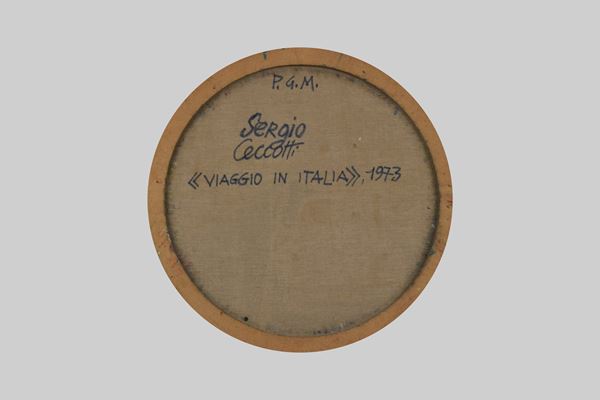 P.G.M.
Sergio
Ceccotti
《VIAGGIO IN ITALIA》, 1973